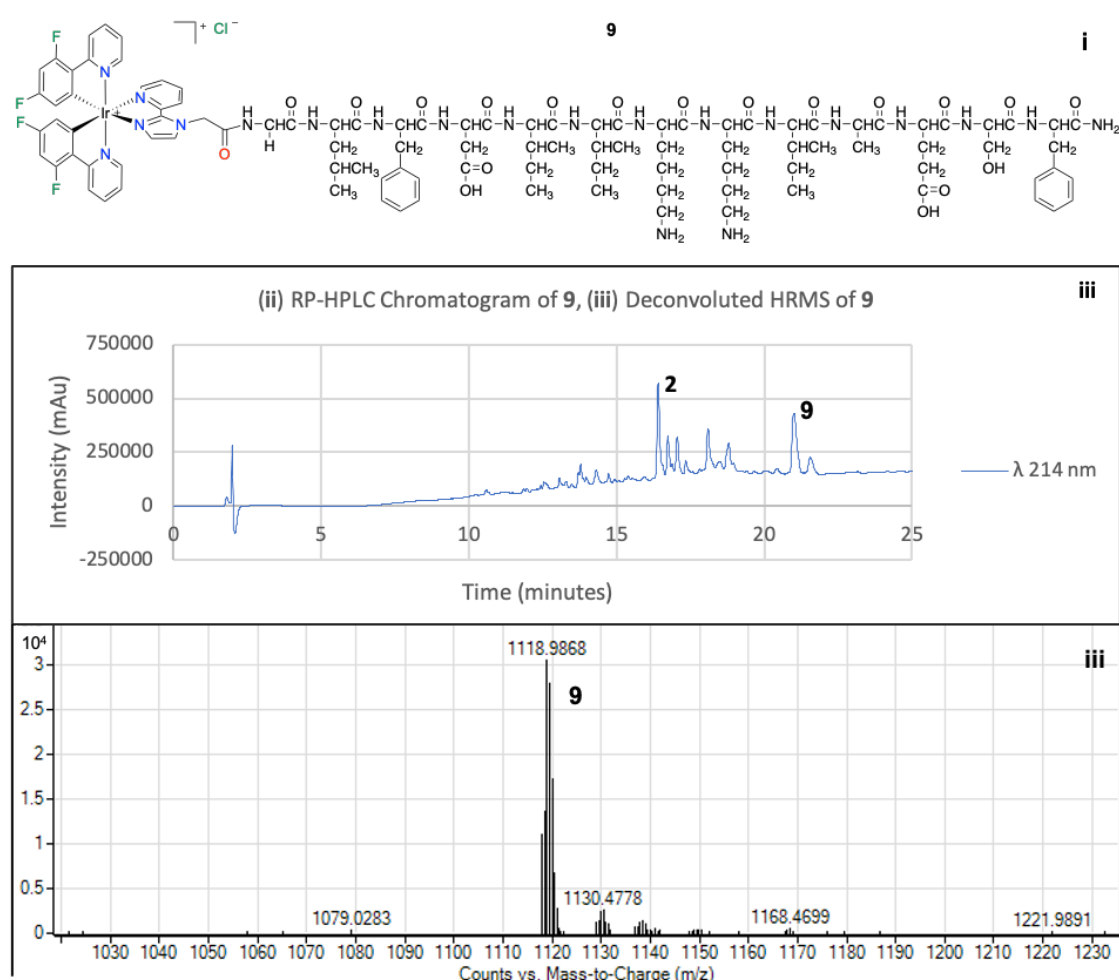 + Cl −
9
i
F
N
F
N
Ir +
F
N
N
N
F
O
H O H O H O H O H O H O H O H O H O H O H O H O H O
N CHC N CHC N CHC N CHC N CHC N CHC N CHC N CHC N CHC N CHC N CHC N CHC N CHC NH2
H CH2 CH2 CH2 CHCH3 CHCH3 CH2 CH2 CHCH3 CH3 CH2 CH2 CH2
CHCH3 C=O CH2 CH2 CH2 CH2 CH2 CH2 OH
CH3 OH CH3 CH3 CH2 CH2 CH3 C=O
CH2 CH2 OH
NH2 NH2
(ii) RP-HPLC Chromatogram of 9, (iii) Deconvoluted HRMS of 9
iii
750000
500000
250000
0
-250000
Intensity (mAu)
2
9
λ 214 nm
0 5 10 15 20 25
Time (minutes)
10⁴
3
2.5
2
1.5
1
0.5
0
1118.9868
9
iii
1079.0283
1130.4778
1168.4699
1221.9891
1030 1040 1050 1060 1070 1080 1090 1100 1110 1120 1130 1140 1150 1160 1170 1180 1190 1200 1210 1220 1230
Counts vs. Mass-to-Charge (m/z)